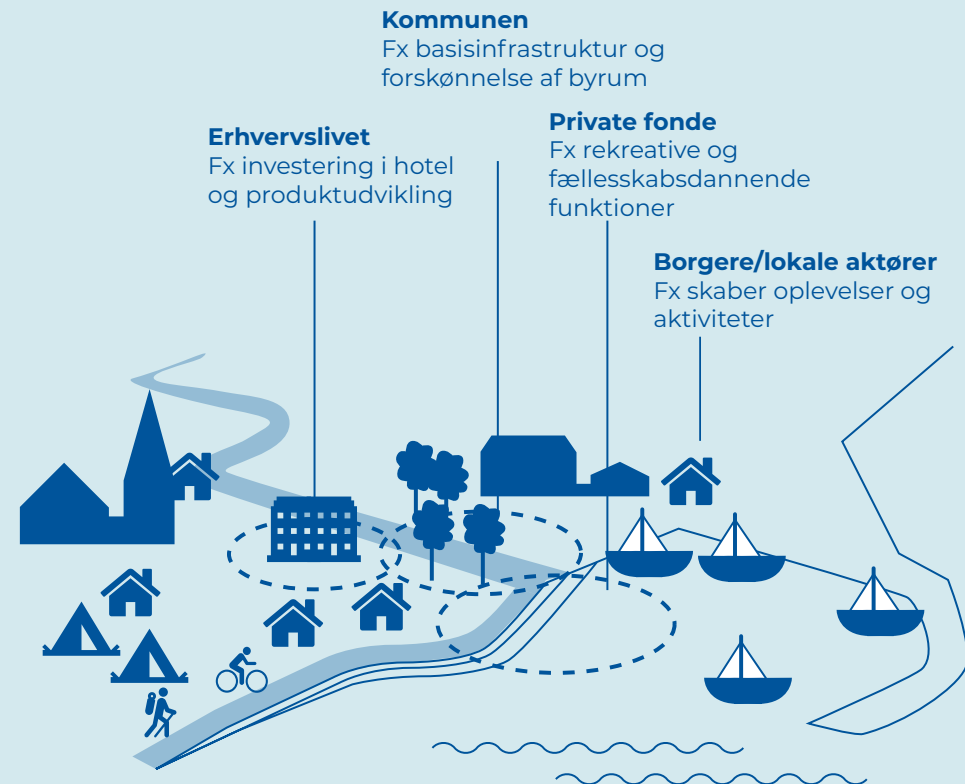 Kommunen
Fx basisinfrastruktur og
forskønnelse af byrum
Erhvervslivet
Fx investering i hotel
og produktudvikling
Private fonde
Fx rekreative og
fællesskabsdannende
funktioner
Borgere/lokale aktører
Fx skaber oplevelser og
aktiviteter